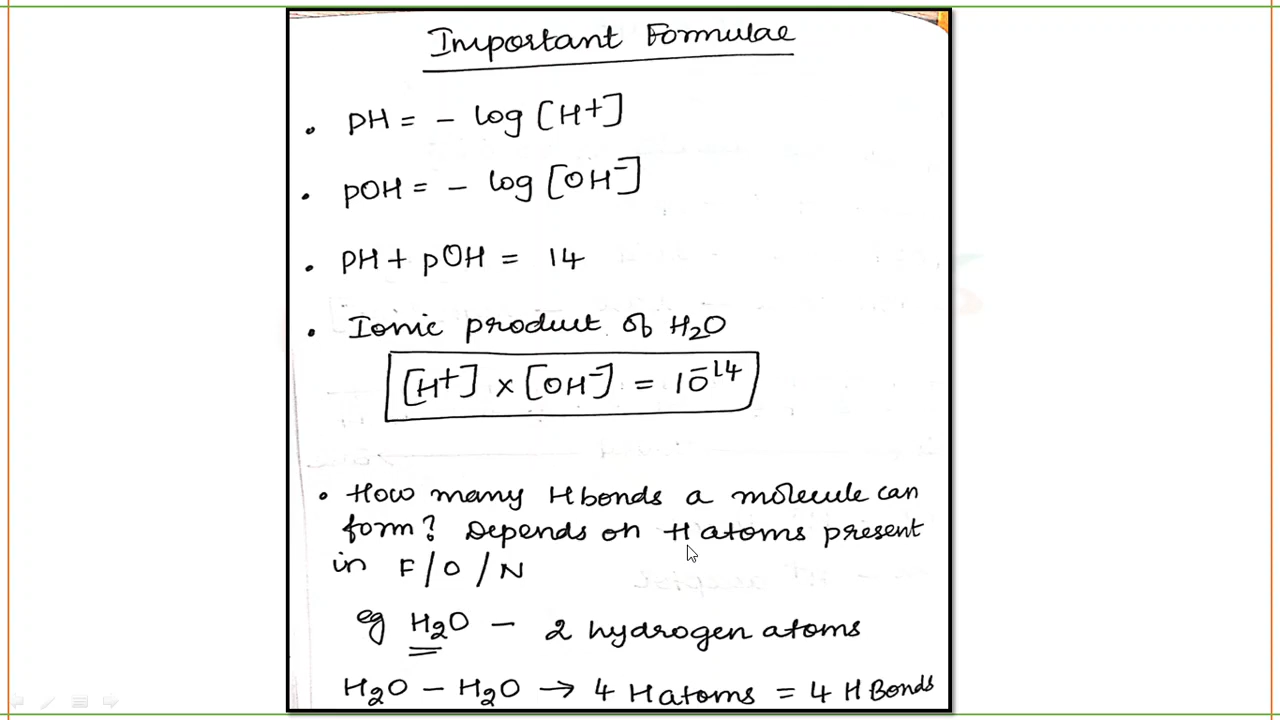 Important Formulae
• pH = - log [H+]
• pOH = - log [OH⁻]
• pH + pOH = 14
• Ionic product of H₂O
[H+] × [OH⁻] = 10⁻¹⁴
• How many H bonds a molecule can
form? Depends on H atoms present
in F/O/N
eg H₂O - 2 hydrogen atoms
H₂O - H₂O → 4 H atoms = 4 H Bonds